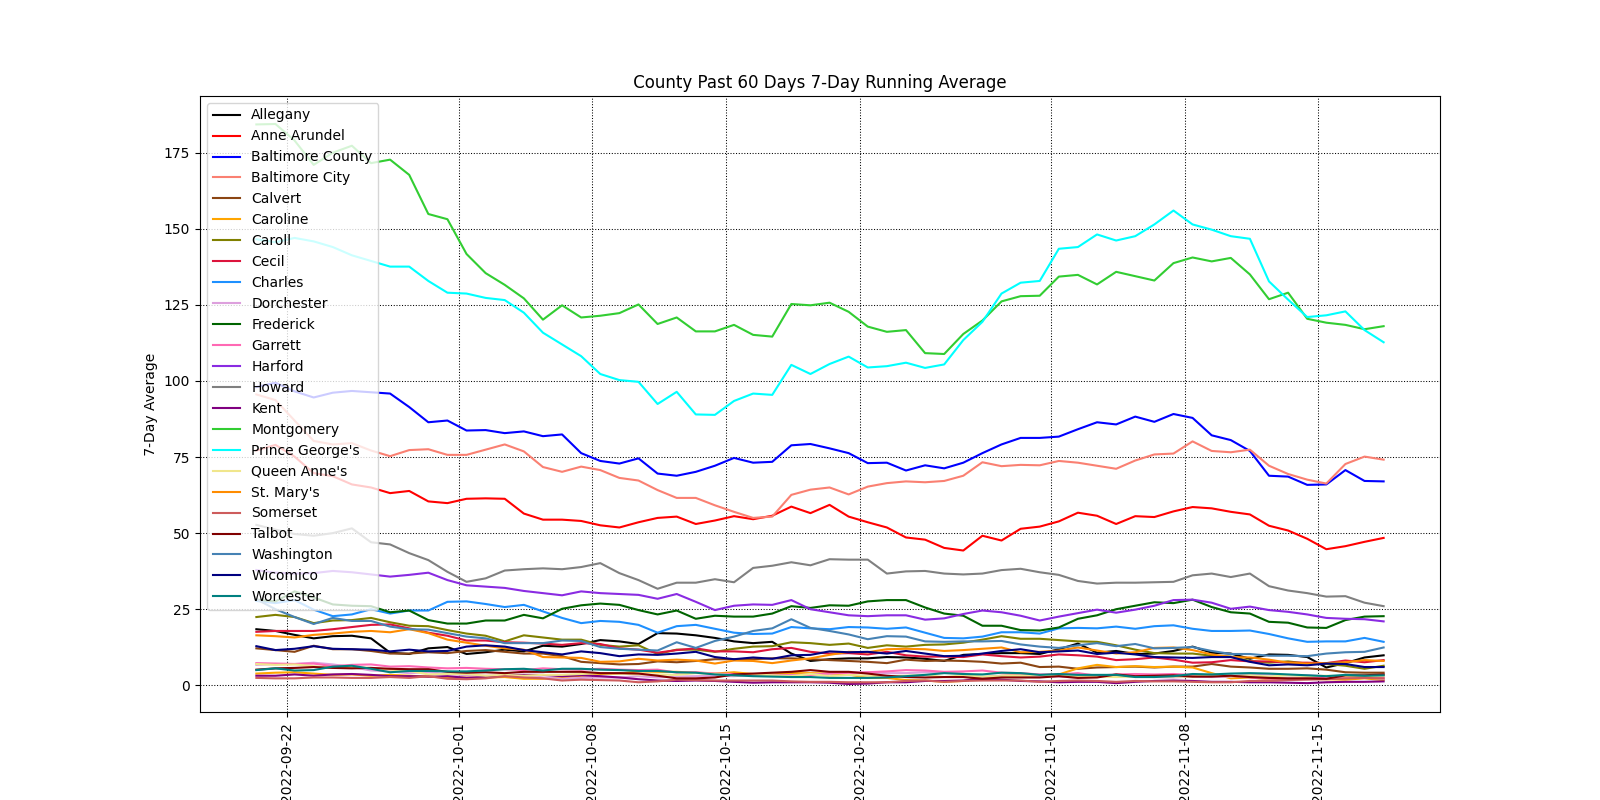 County Past 60 Days 7-Day Running Average
7-Day Average
175
150
125
100
75
50
25
0
Allegany
Anne Arundel
Baltimore County
Baltimore City
Calvert
Caroline
Caroll
Cecil
Charles
Dorchester
Frederick
Garrett
Harford
Howard
Kent
Montgomery
Prince George's
Queen Anne's
St. Mary's
Somerset
Talbot
Washington
Wicomico
Worcester
2022-09-22
2022-10-01
2022-10-08
2022-10-15
2022-10-22
2022-11-01
2022-11-08
2022-11-15